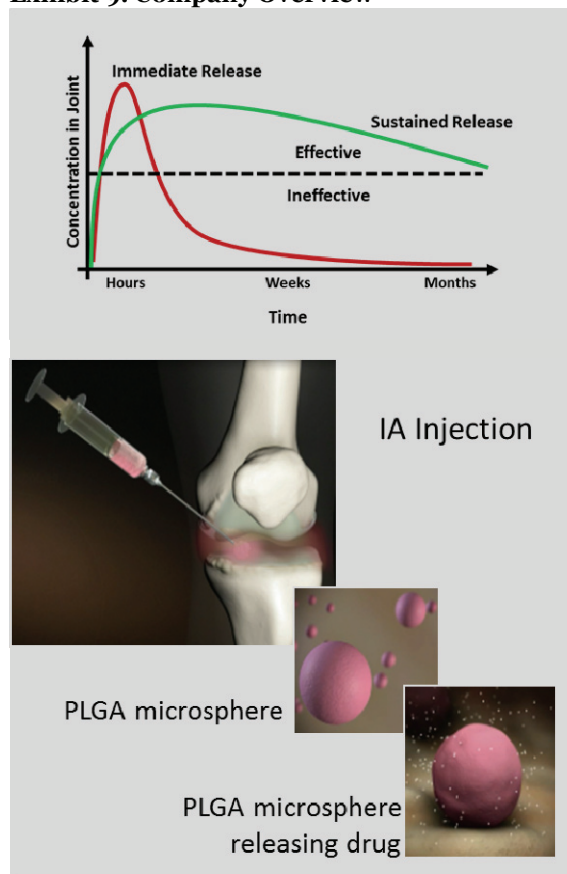 Exhibit 9. Company Overview
Immediate Release
Sustained Release
Effective
Ineffective
Concentration in Joint
Hours Weeks Months
Time
IA Injection
PLGA microsphere
PLGA microsphere
releasing drug